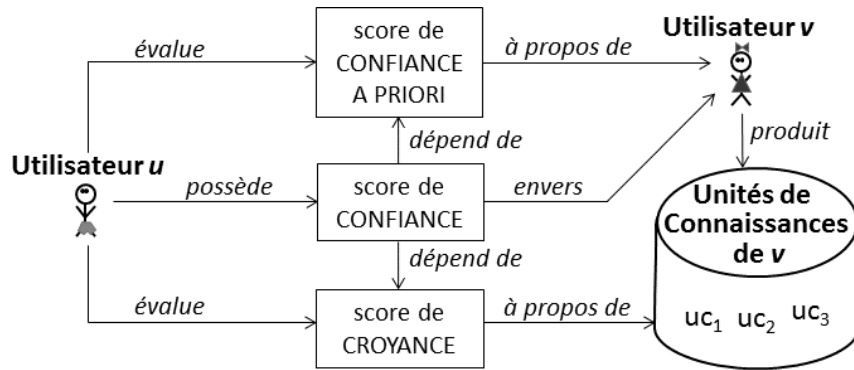 évalue
score de
CONFIANCE
A PRIORI
à propos de
Utilisateur v
dépend de
produit
Utilisateur u
possède
score de
CONFIANCE
envers
Unités de
Connaissances
de v
dépend de
évalue
score de
CROYANCE
à propos de
uc₁ uc₂ uc₃